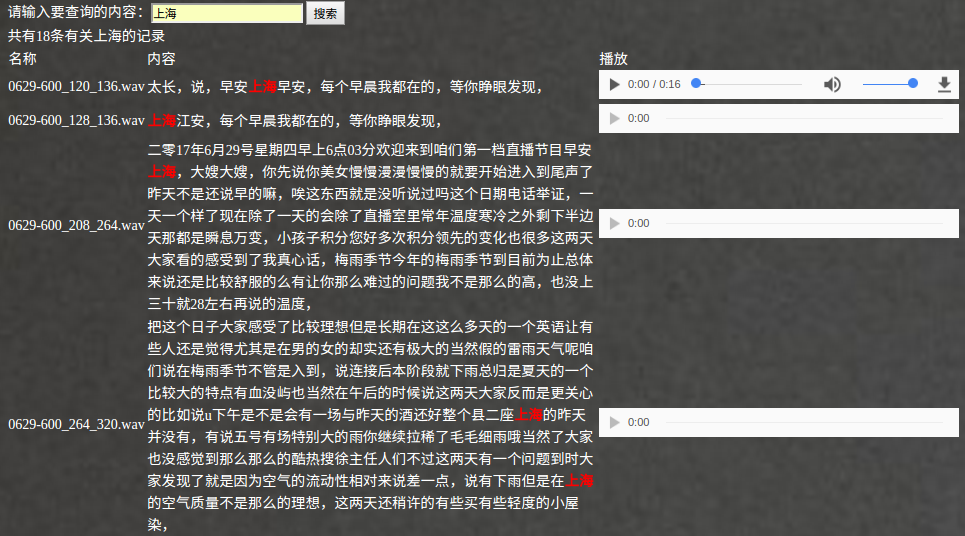 请输入要查询的内容：上海 搜索
共有18条有关上海的记录
名称 内容 播放
0629-600_120_136.wav 太长，说，早安上海早安，每个早晨我都在的，等你睁眼发现， 0:00 / 0:16
0629-600_128_136.wav 上海江安，每个早晨我都在的，等你睁眼发现， 0:00
二零17年6月29号星期四早上6点03分欢迎来到咱们第一档直播节目早安
上海，大嫂大嫂，你先说你美女慢慢漫漫慢慢的就要开始进入到尾声了
昨天不是还说早的嘛，唉这东西就是没听说过吗这个日期电话举证，一
天一个样了现在除了一天的会除了直播室里常年温度寒冷之外剩下半边
0629-600_208_264.wav 天那都是瞬息万变，小孩子积分您好多次积分领先的变化也很多这两天 0:00
大家看的感受到了我真心话，梅雨季节今年的梅雨季节到目前为止总体
来说还是比较舒服的么有让你那么难过的问题我不是那么的高，也没上
三十就28左右再说的温度，
把这个日子大家感受了比较理想但是长期在这这么多天的一个英语让有
些人还是觉得尤其是在男的女的却实还有极大的当然假的雷雨天气呢咱
们说在梅雨季节不管是入到，说连接后本阶段就下雨总归是夏天的一个
比较大的特点有血没屿也当然在午后的时候说这两天大家反而是更关心
的比如说u下午是不是会有一场与昨天的酒还好整个县二座上海的昨天
0629-600_264_320.wav 并没有，有说五号有场特别大的雨你继续拉稀了毛毛细雨哦当然了大家 0:00
也没感觉到那么那么的酷热搜徐主任人们不过这两天有一个问题到时大
家发现了就是因为空气的流动性相对来说差一点，说有下雨但是在上海
的空气质量不是那么的理想，这两天还稍许的有些买有些轻度的小屋
染，